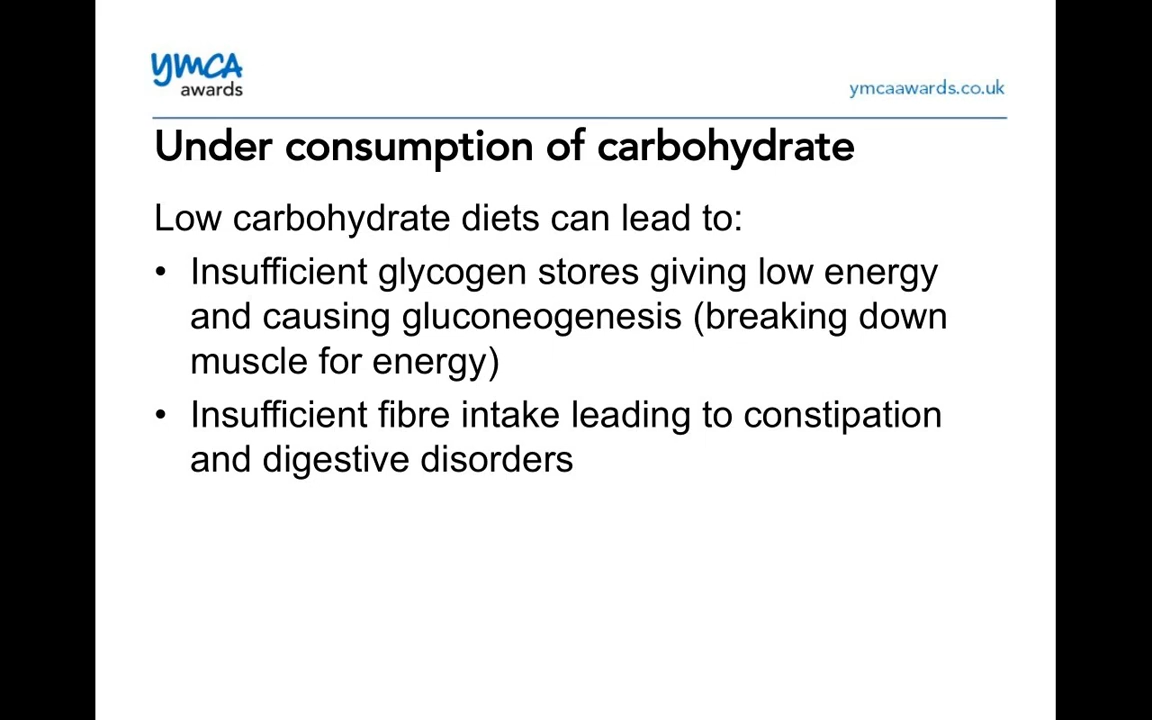 ymca
awards
ymcaawards.co.uk
Under consumption of carbohydrate
Low carbohydrate diets can lead to:
• Insufficient glycogen stores giving low energy
and causing gluconeogenesis (breaking down
muscle for energy)
• Insufficient fibre intake leading to constipation
and digestive disorders